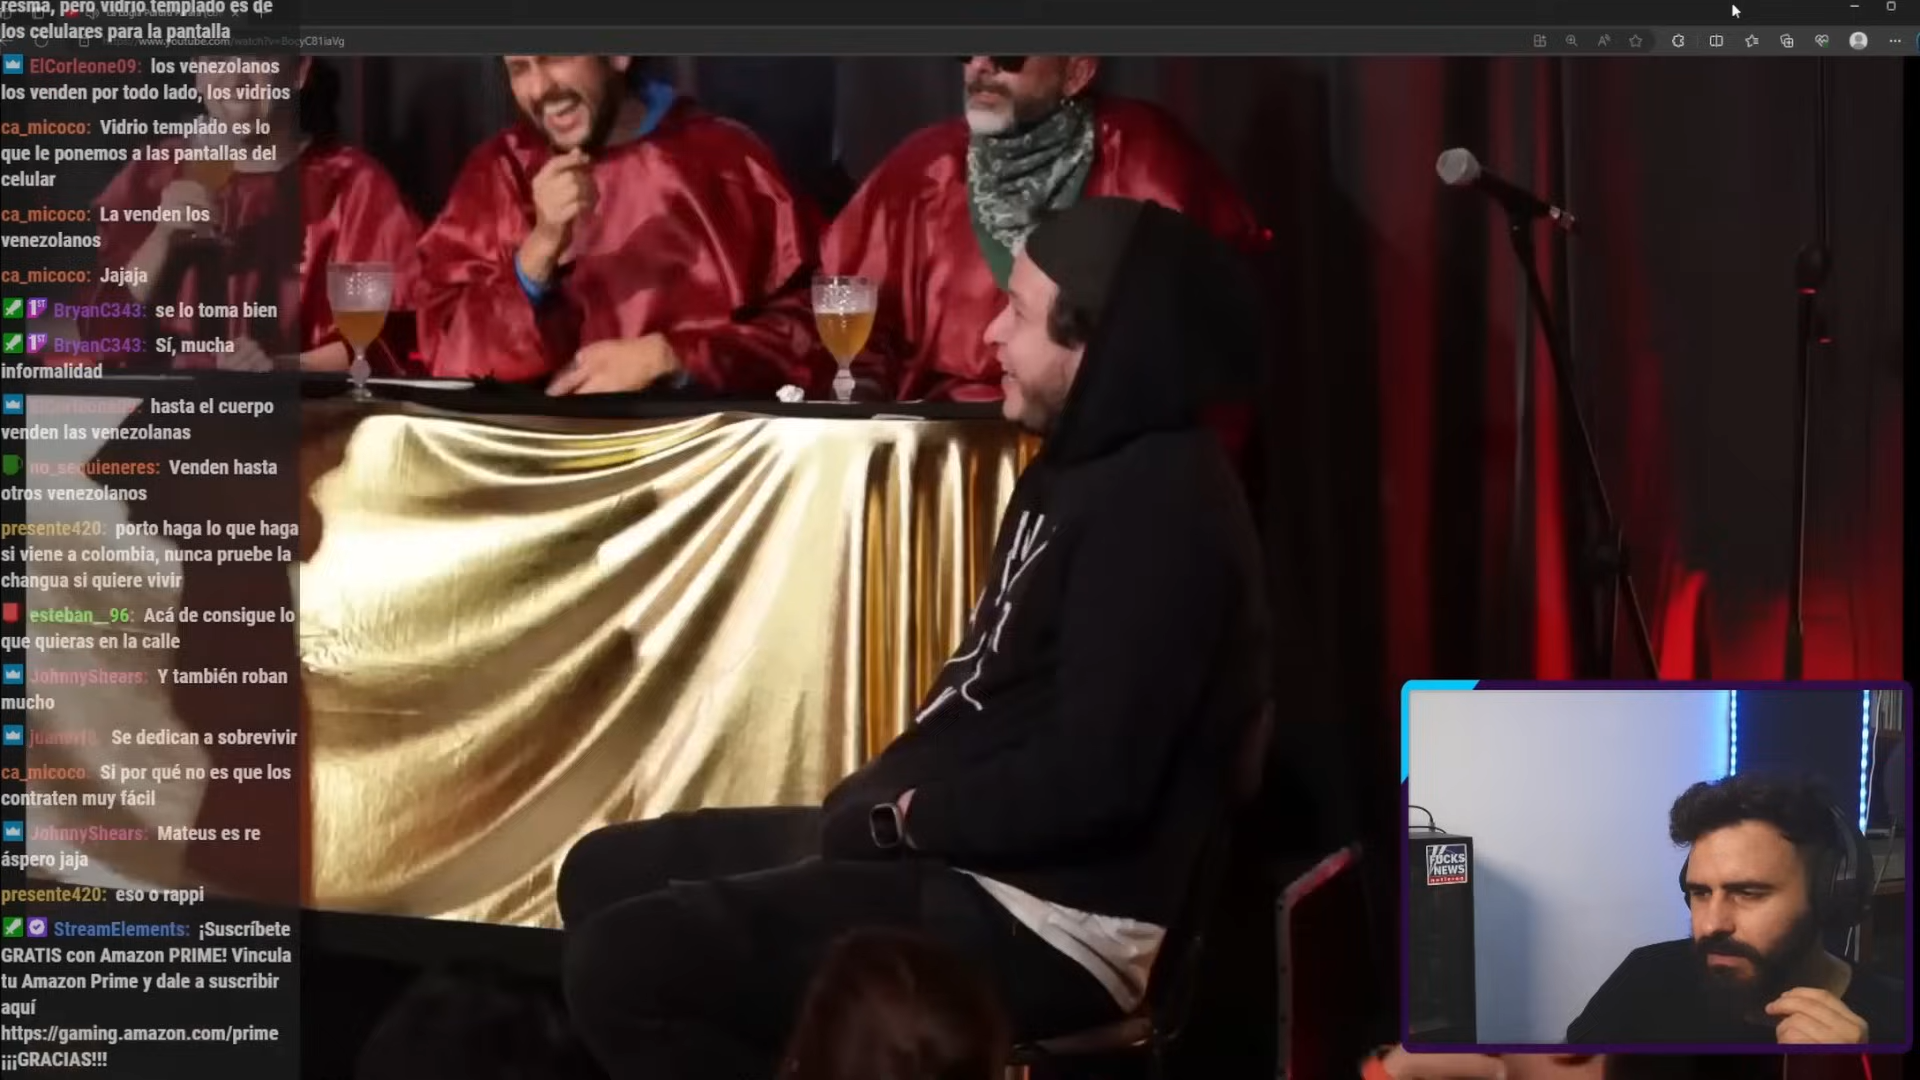 resma, pero vidrio templado es de
los celulares para la pantalla
ElCorleone09: los venezolanos
los venden por todo lado, los vidrios
ca_micoco: Vidrio templado es lo
que le ponemos a las pantallas del
celular
ca_micoco: La venden los
venezolanos
ca_micoco: Jajaja
1ST BryanC343: se lo toma bien
1ST BryanC343: Sí, mucha
informalidad
ElCorleone09: hasta el cuerpo
venden las venezolanas
no_sequieneres: Venden hasta
otros venezolanos
presente420: porto haga lo que haga
si viene a colombia, nunca pruebe la
changua si quiere vivir
esteban__96: Acá de consigue lo
que quieras en la calle
JohnnyShears: Y también roban
mucho
Se dedican a sobrevivir
ca_micoco: Si por qué no es que los
contraten muy fácil
JohnnyShears: Mateus es re
áspero jaja
presente420: eso o rappi
StreamElements: ¡Suscríbete
GRATIS con Amazon PRIME! Vincula
tu Amazon Prime y dale a suscribir
aquí
https://gaming.amazon.com/prime
¡¡¡GRACIAS!!!
FUCKS
NEWS
noticras